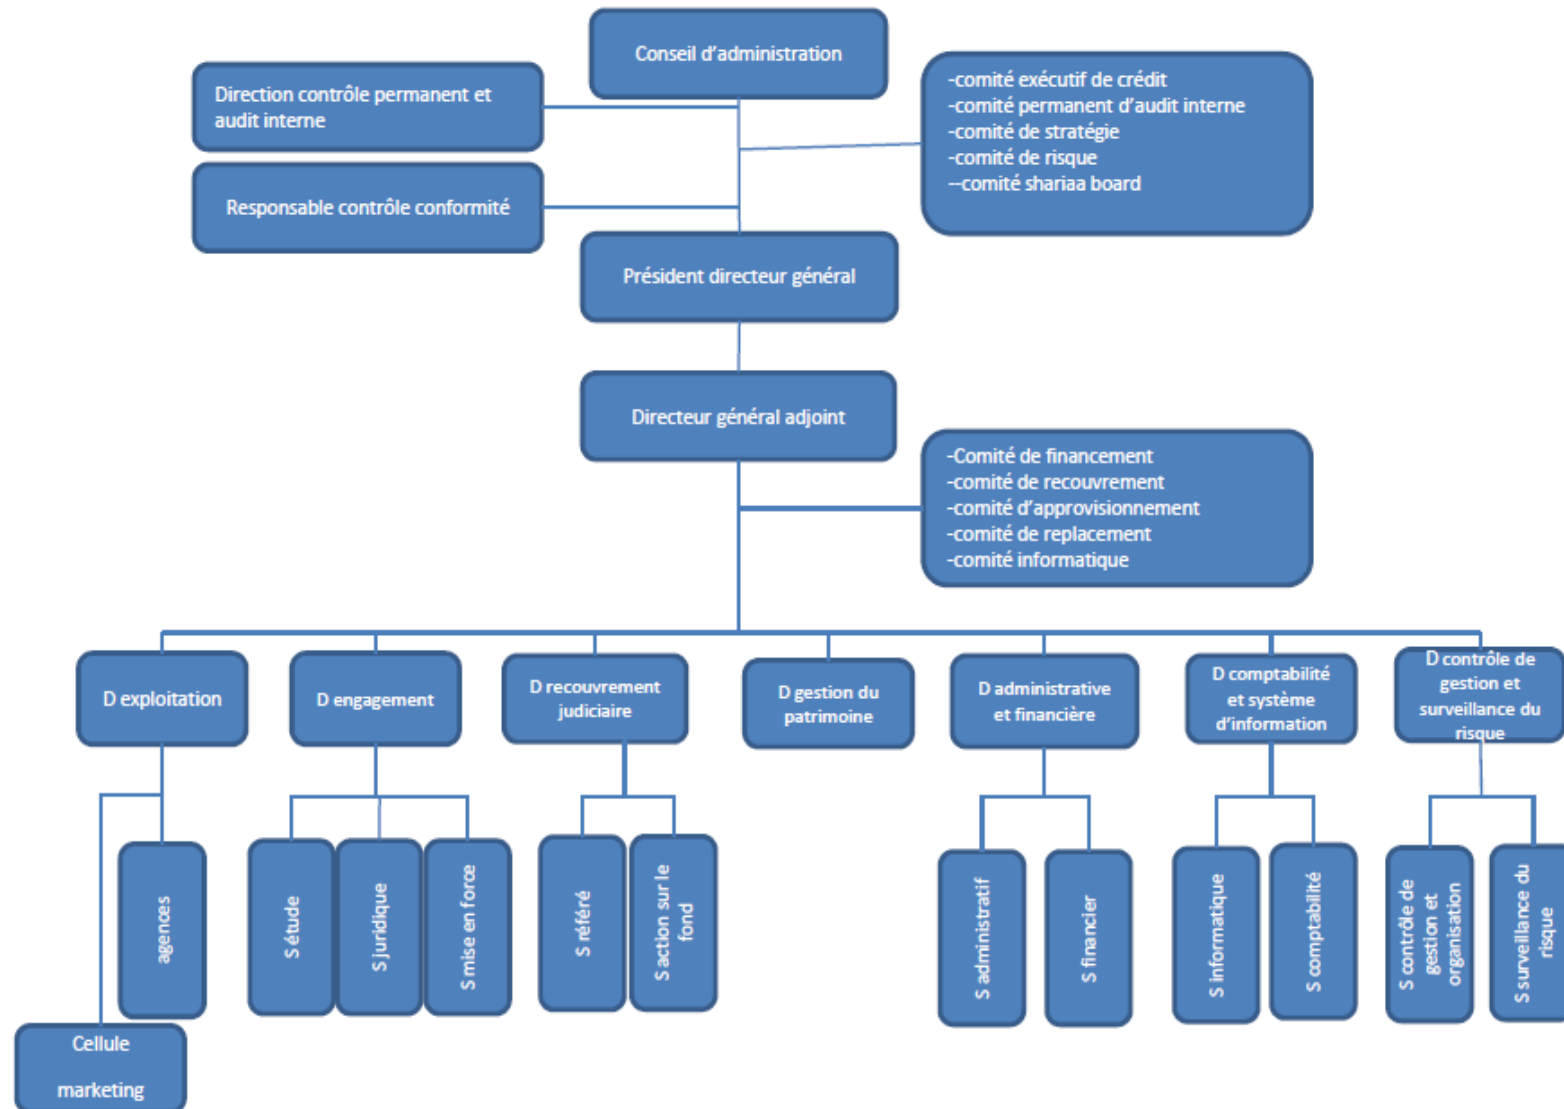 Conseil d'administration
Direction contrôle permanent et
audit interne
-comité exécutif de crédit
-comité permanent d'audit interne
-comité de stratégie
-comité de risque
--comité shariaa board
Responsable contrôle conformité
Président directeur général
Directeur général adjoint
-Comité de financement
-comité de recouvrement
-comité d'approvisionnement
-comité de replacement
-comité informatique
D exploitation
D engagement
D recouvrement
judiciaire
D gestion du
patrimoine
D administrative
et financière
D comptabilité
et système
d'information
D contrôle de
gestion et
surveillance du
risque
agences
S étude
S juridique
S mise en force
S référé
S action sur le
fond
S administratif
S financier
S informatique
S comptabilité
S contrôle de
gestion et
organisation
S surveillance du
risque
Cellule
marketing